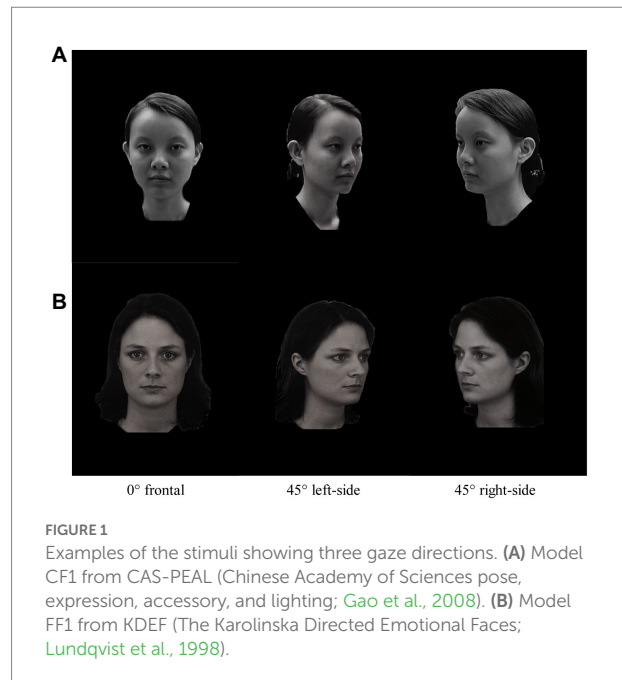 A
B
0° frontal 45° left-side 45° right-side
FIGURE 1
Examples of the stimuli showing three gaze directions. (A) Model
CF1 from CAS-PEAL (Chinese Academy of Sciences pose,
expression, accessory, and lighting; Gao et al., 2008). (B) Model
FF1 from KDEF (The Karolinska Directed Emotional Faces;
Lundqvist et al., 1998).